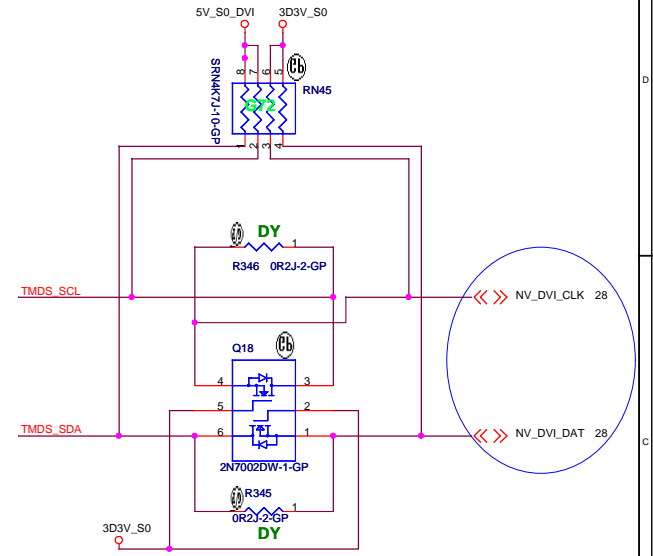 5V_S0_DVI
3D3V_S0
8
7
6
5
SRN4K7J-10-GP
RN45
G72
1
2
3
4
D
DY
1
R346
0R2J-2-GP
TMDS_SCL
NV_DVI_CLK
28
Q18
4
3
5
2
TMDS_SDA
6
1
NV_DVI_DAT
28
C
2N7002DW-1-GP
R345
1
0R2J-2-GP
DY
3D3V_S0